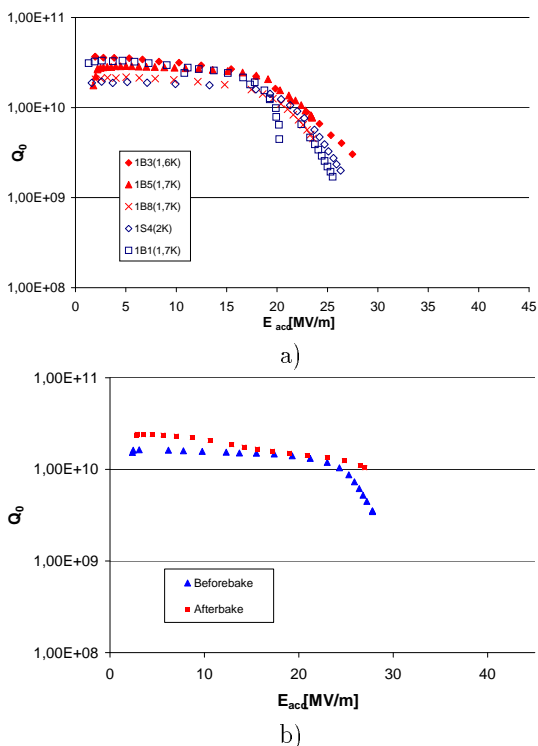 1,00E+11
1,00E+10
Q0
1B3(1,6K)
1B5(1,7K)
1,00E+09
1B8(1,7K)
1S4(2K)
1B1(1,7K)
1,00E+08
0 5 10 15 20 25 30 35 40 45
E acc[MV/m]
a)
1,00E+11
1,00E+10
Q0
1,00E+09
Beforebake
Afterbake
1,00E+08
0 10 20 30 40
Eacc[MV/m]
b)